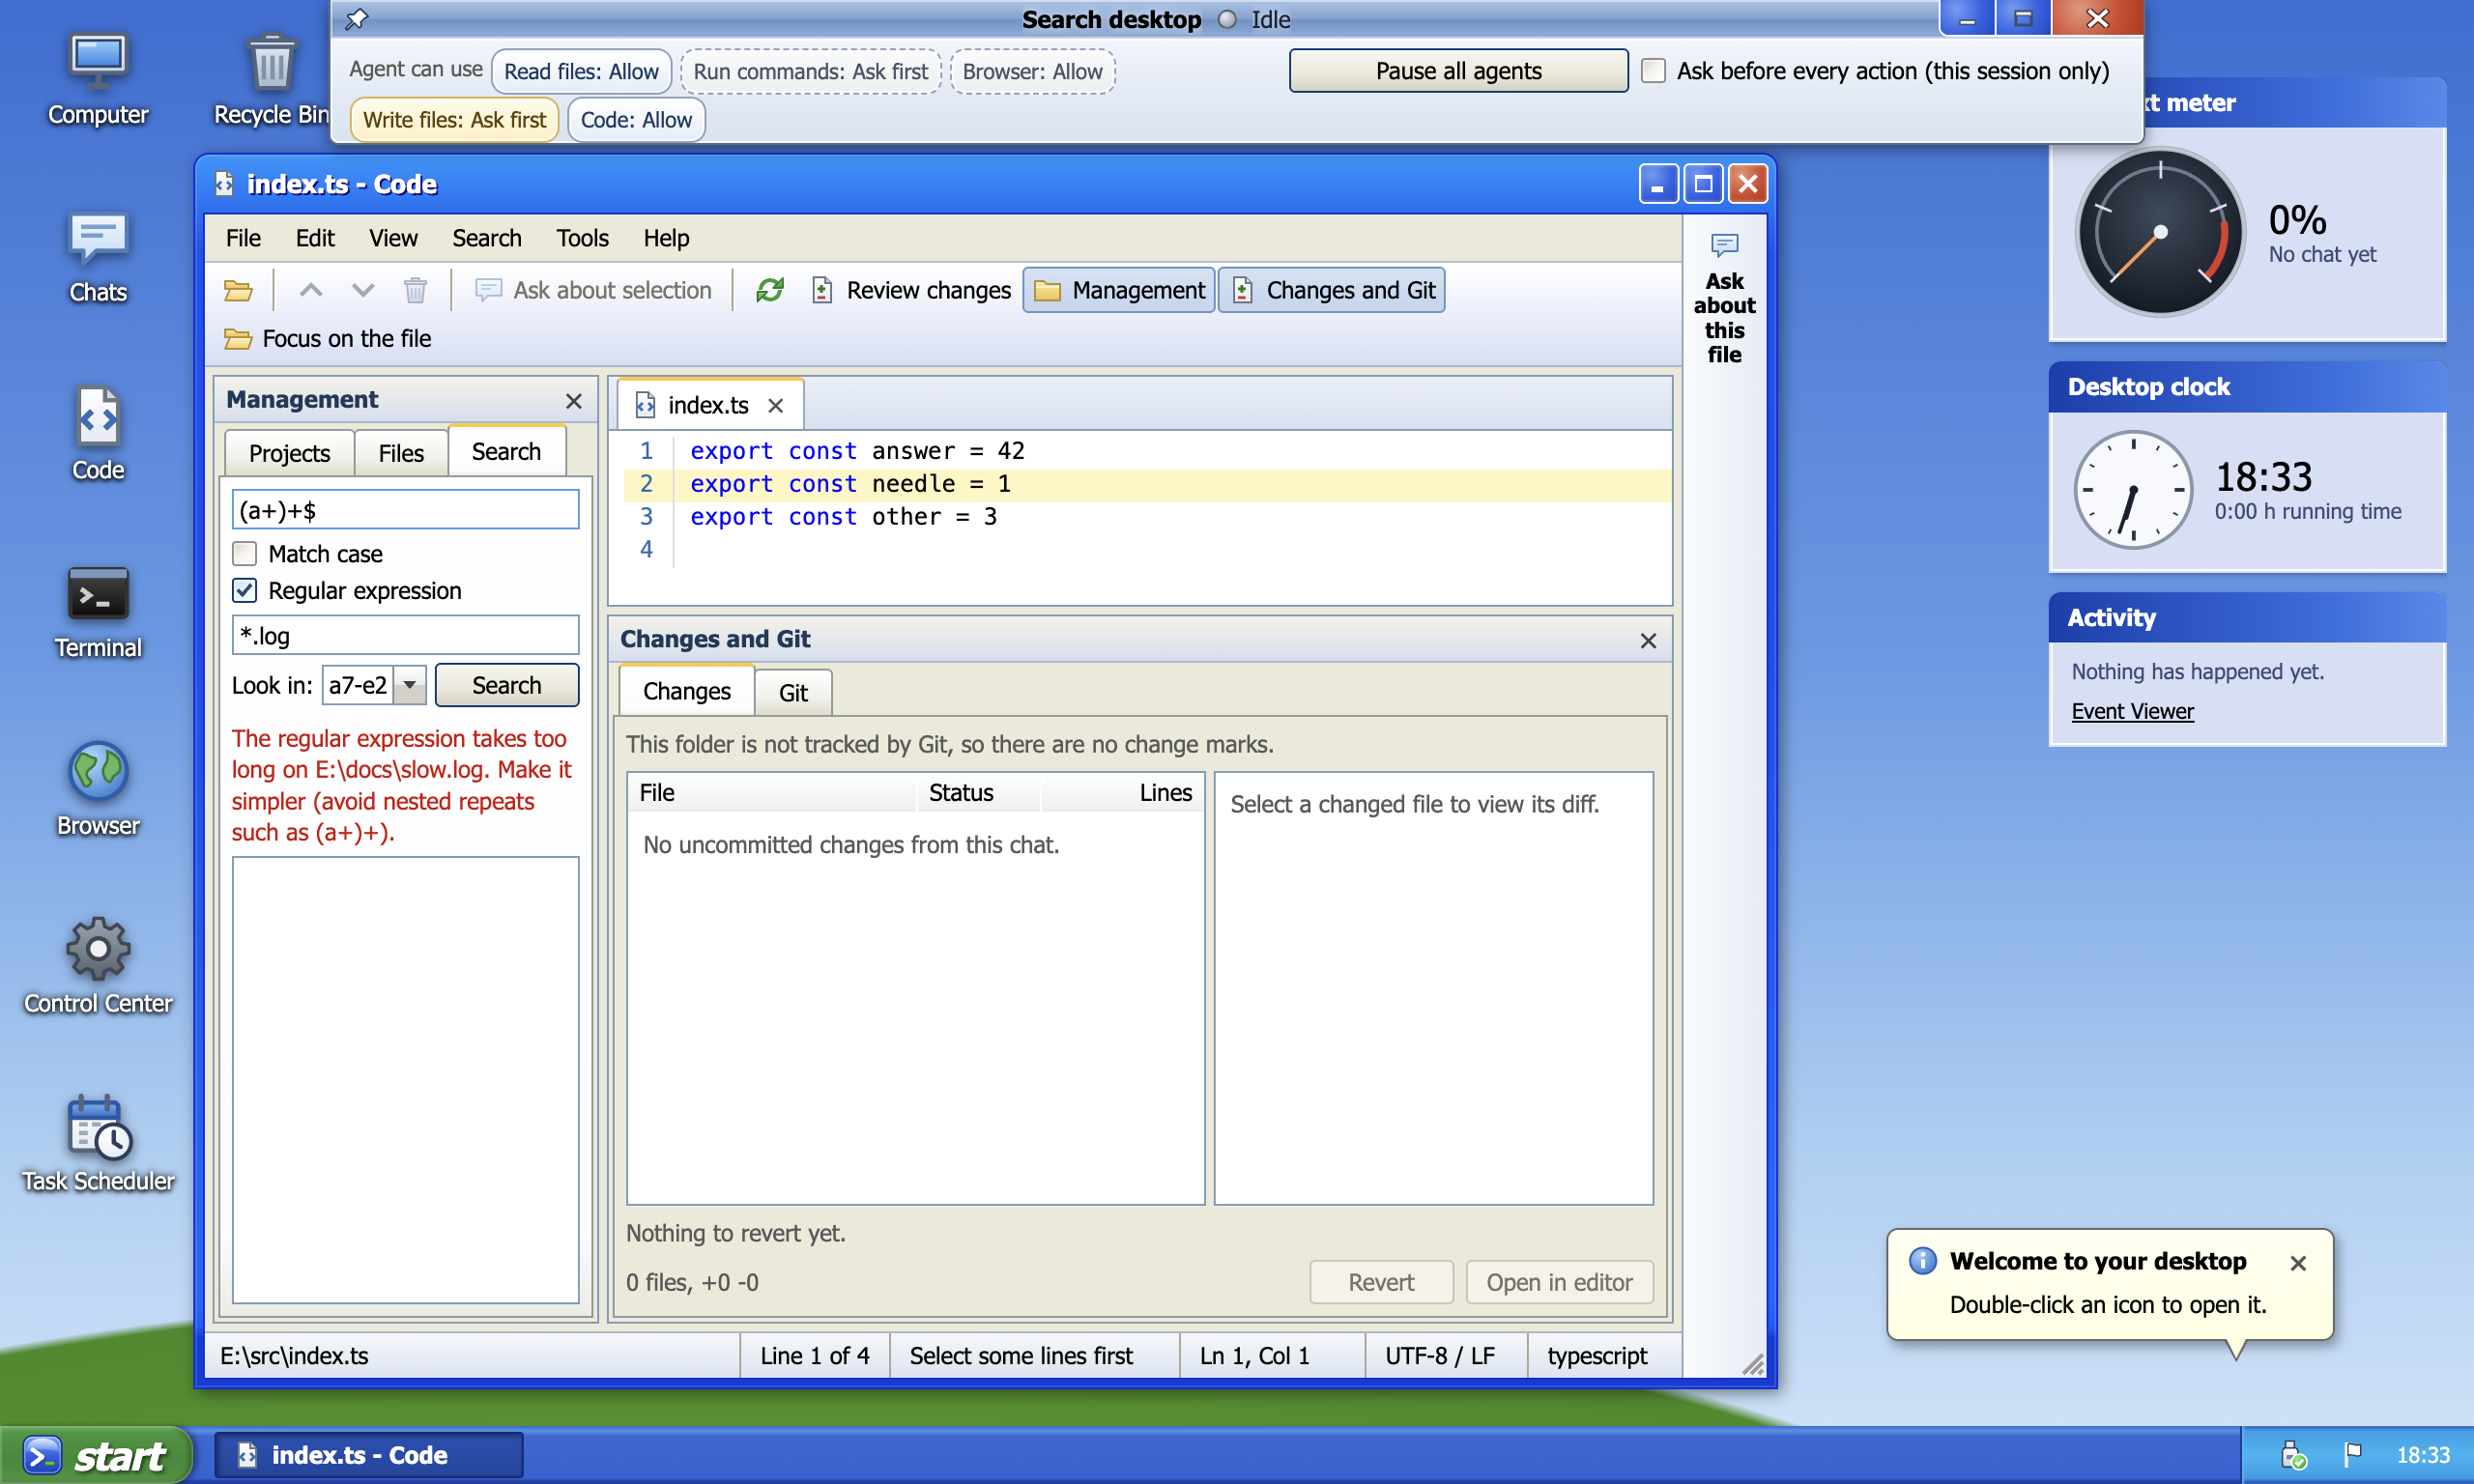 Search desktop Idle
Agent can use Read files: Allow Run commands: Ask first Browser: Allow
Write files: Ask first Code: Allow
Pause all agents
Ask before every action (this session only)
Computer
Recycle Bin
Chats
Code
Terminal
Browser
Control Center
Task Scheduler
index.ts - Code
File Edit View Search Tools Help
Ask about selection Review changes Management Changes and Git
Focus on the file
Ask
about
this
file
Management
Projects Files Search
(a+)+$
Match case
Regular expression
*.log
Look in: a7-e2 Search
The regular expression takes too
long on E:\docs\slow.log. Make it
simpler (avoid nested repeats
such as (a+)+).
index.ts
1 export const answer = 42
2 export const needle = 1
3 export const other = 3
4
Changes and Git
Changes Git
This folder is not tracked by Git, so there are no change marks.
File Status Lines
No uncommitted changes from this chat.
Select a changed file to view its diff.
Nothing to revert yet.
0 files, +0 -0
Revert Open in editor
E:\src\index.ts Line 1 of 4 Select some lines first Ln 1, Col 1 UTF-8 / LF typescript
meter
0%
No chat yet
Desktop clock
18:33
0:00 h running time
Activity
Nothing has happened yet.
Event Viewer
Welcome to your desktop
Double-click an icon to open it.
start
index.ts - Code
18:33